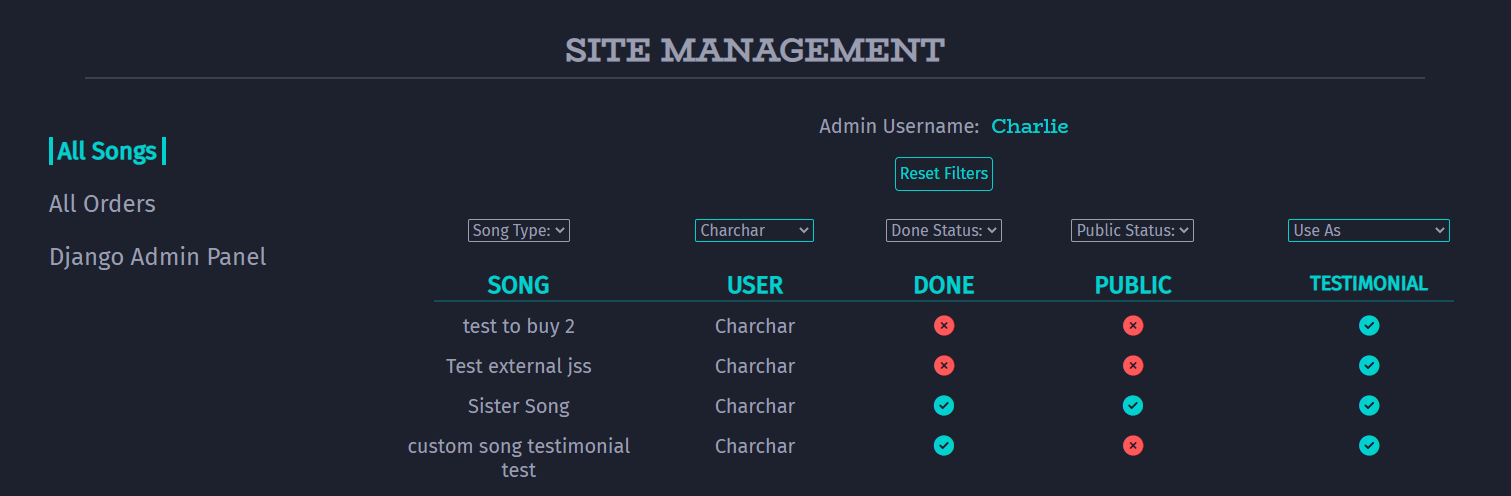 SITE MANAGEMENT
All Songs
All Orders
Django Admin Panel
Admin Username: Charlie
Reset Filters
Song Type: Charchar Done Status: Public Status: Use As
SONG USER DONE PUBLIC TESTIMONIAL
test to buy 2 Charchar
Test external jss Charchar
Sister Song Charchar
custom song testimonial Charchar
test